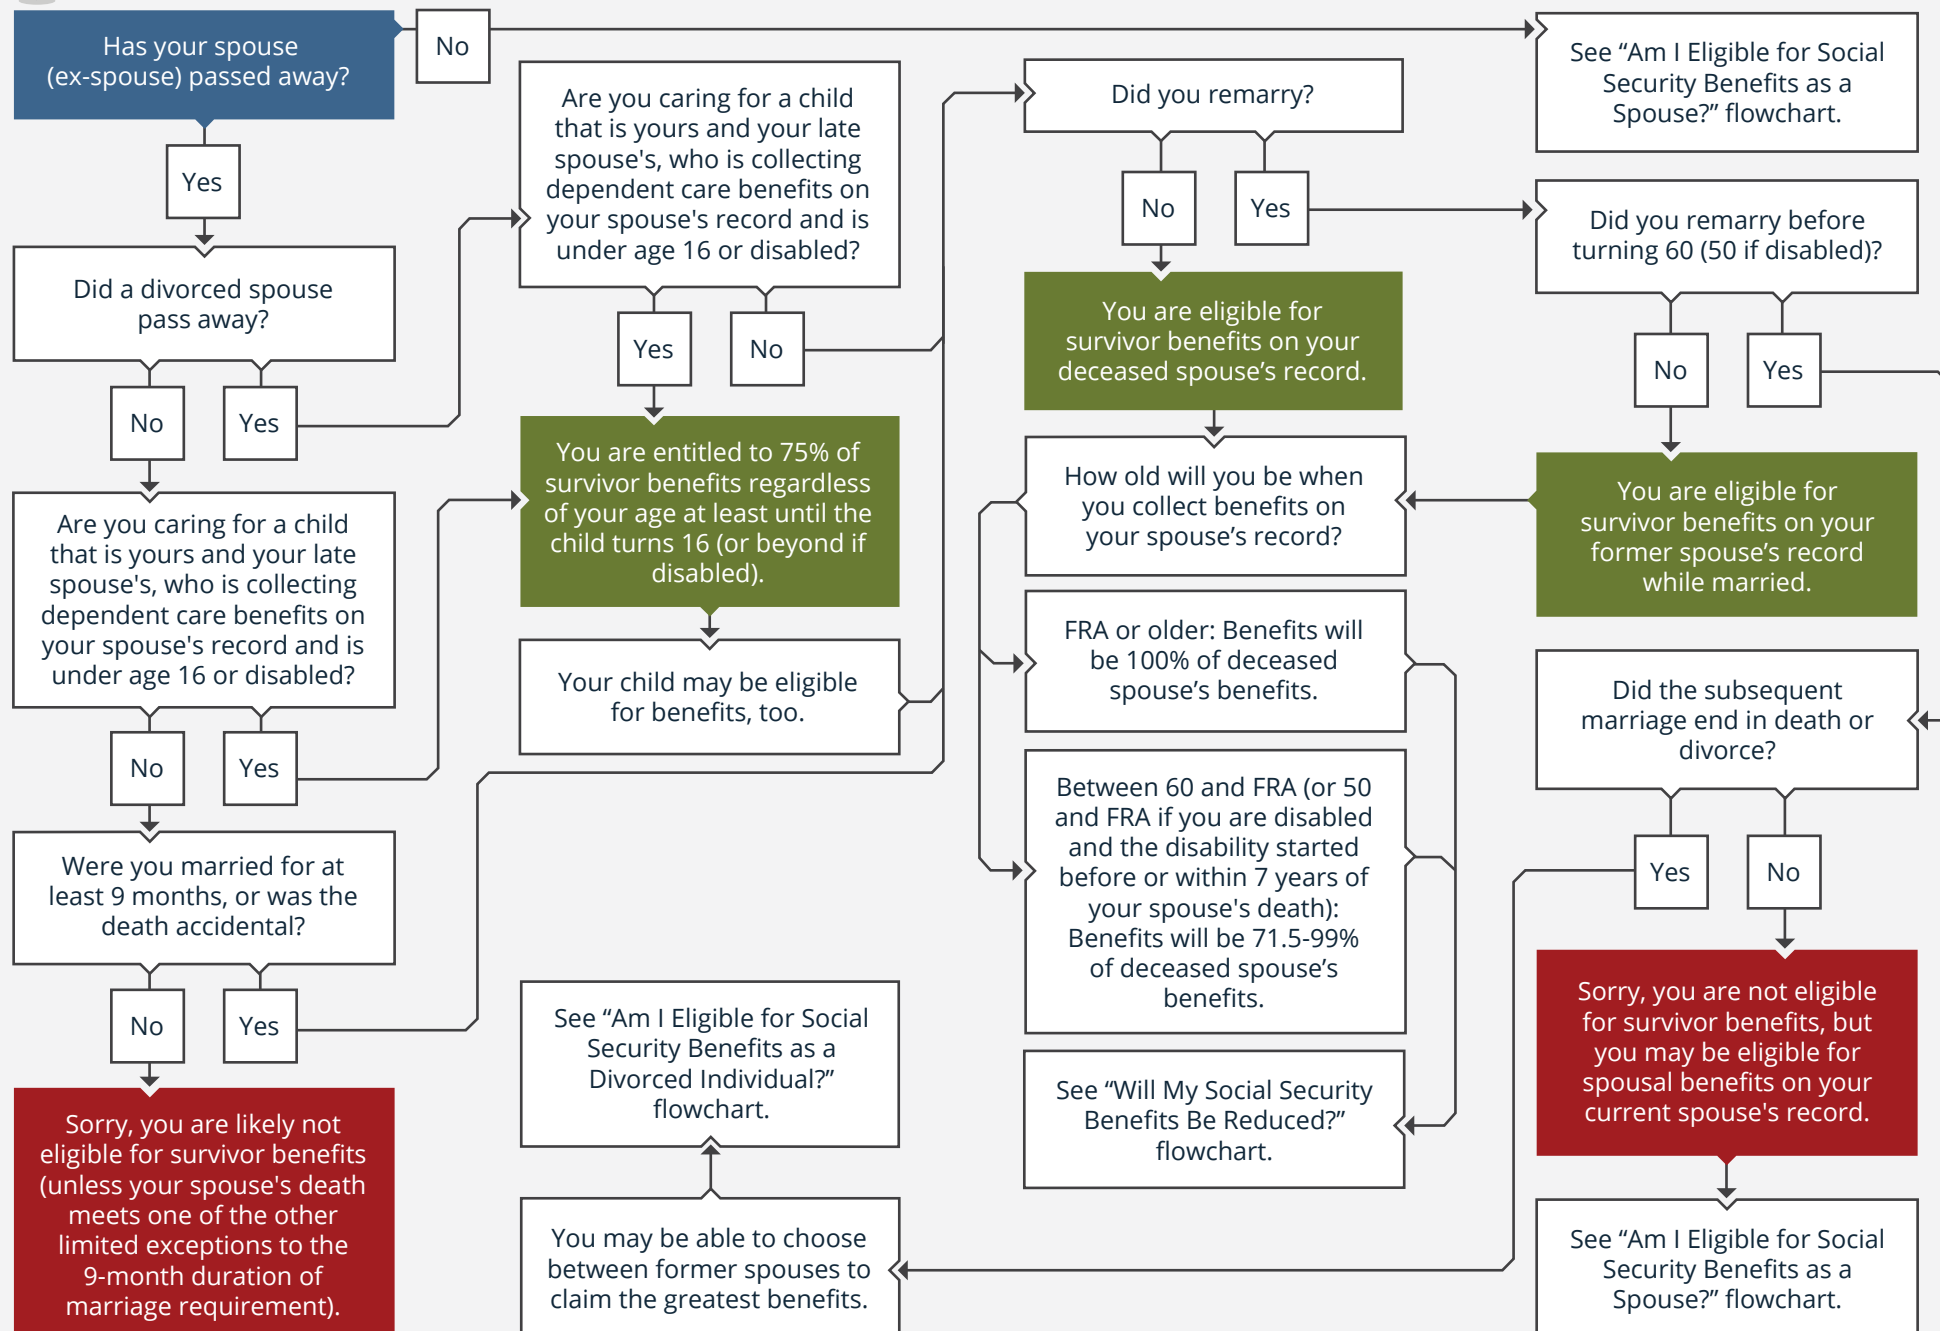 Has your spouse
(ex-spouse) passed away?
No
See “Am I Eligible for Social
Security Benefits as a
Spouse?” flowchart.
Yes
Did a divorced spouse
pass away?
No
Yes
Are you caring for a child
that is yours and your late
spouse's, who is collecting
dependent care benefits on
your spouse's record and is
under age 16 or disabled?
No
Yes
Were you married for at
least 9 months, or was the
death accidental?
No
Yes
Sorry, you are likely not
eligible for survivor benefits
(unless your spouse's death
meets one of the other
limited exceptions to the
9-month duration of
marriage requirement).
Are you caring for a child
that is yours and your late
spouse's, who is collecting
dependent care benefits on
your spouse's record and is
under age 16 or disabled?
Yes
No
You are entitled to 75% of
survivor benefits regardless
of your age at least until the
child turns 16 (or beyond if
disabled).
Your child may be eligible
for benefits, too.
See “Am I Eligible for Social
Security Benefits as a
Divorced Individual?”
flowchart.
You may be able to choose
between former spouses to
claim the greatest benefits.
Did you remarry?
No
Yes
You are eligible for
survivor benefits on your
deceased spouse’s record.
How old will you be when
you collect benefits on
your spouse’s record?
FRA or older: Benefits will
be 100% of deceased
spouse’s benefits.
Between 60 and FRA (or 50
and FRA if you are disabled
and the disability started
before or within 7 years of
your spouse's death):
Benefits will be 71.5-99%
of deceased spouse’s
benefits.
See “Will My Social Security
Benefits Be Reduced?”
flowchart.
Did you remarry before
turning 60 (50 if disabled)?
No
Yes
You are eligible for
survivor benefits on your
former spouse’s record
while married.
Did the subsequent
marriage end in death or
divorce?
Yes
No
Sorry, you are not eligible
for survivor benefits, but
you may be eligible for
spousal benefits on your
current spouse's record.
See “Am I Eligible for Social
Security Benefits as a
Spouse?” flowchart.